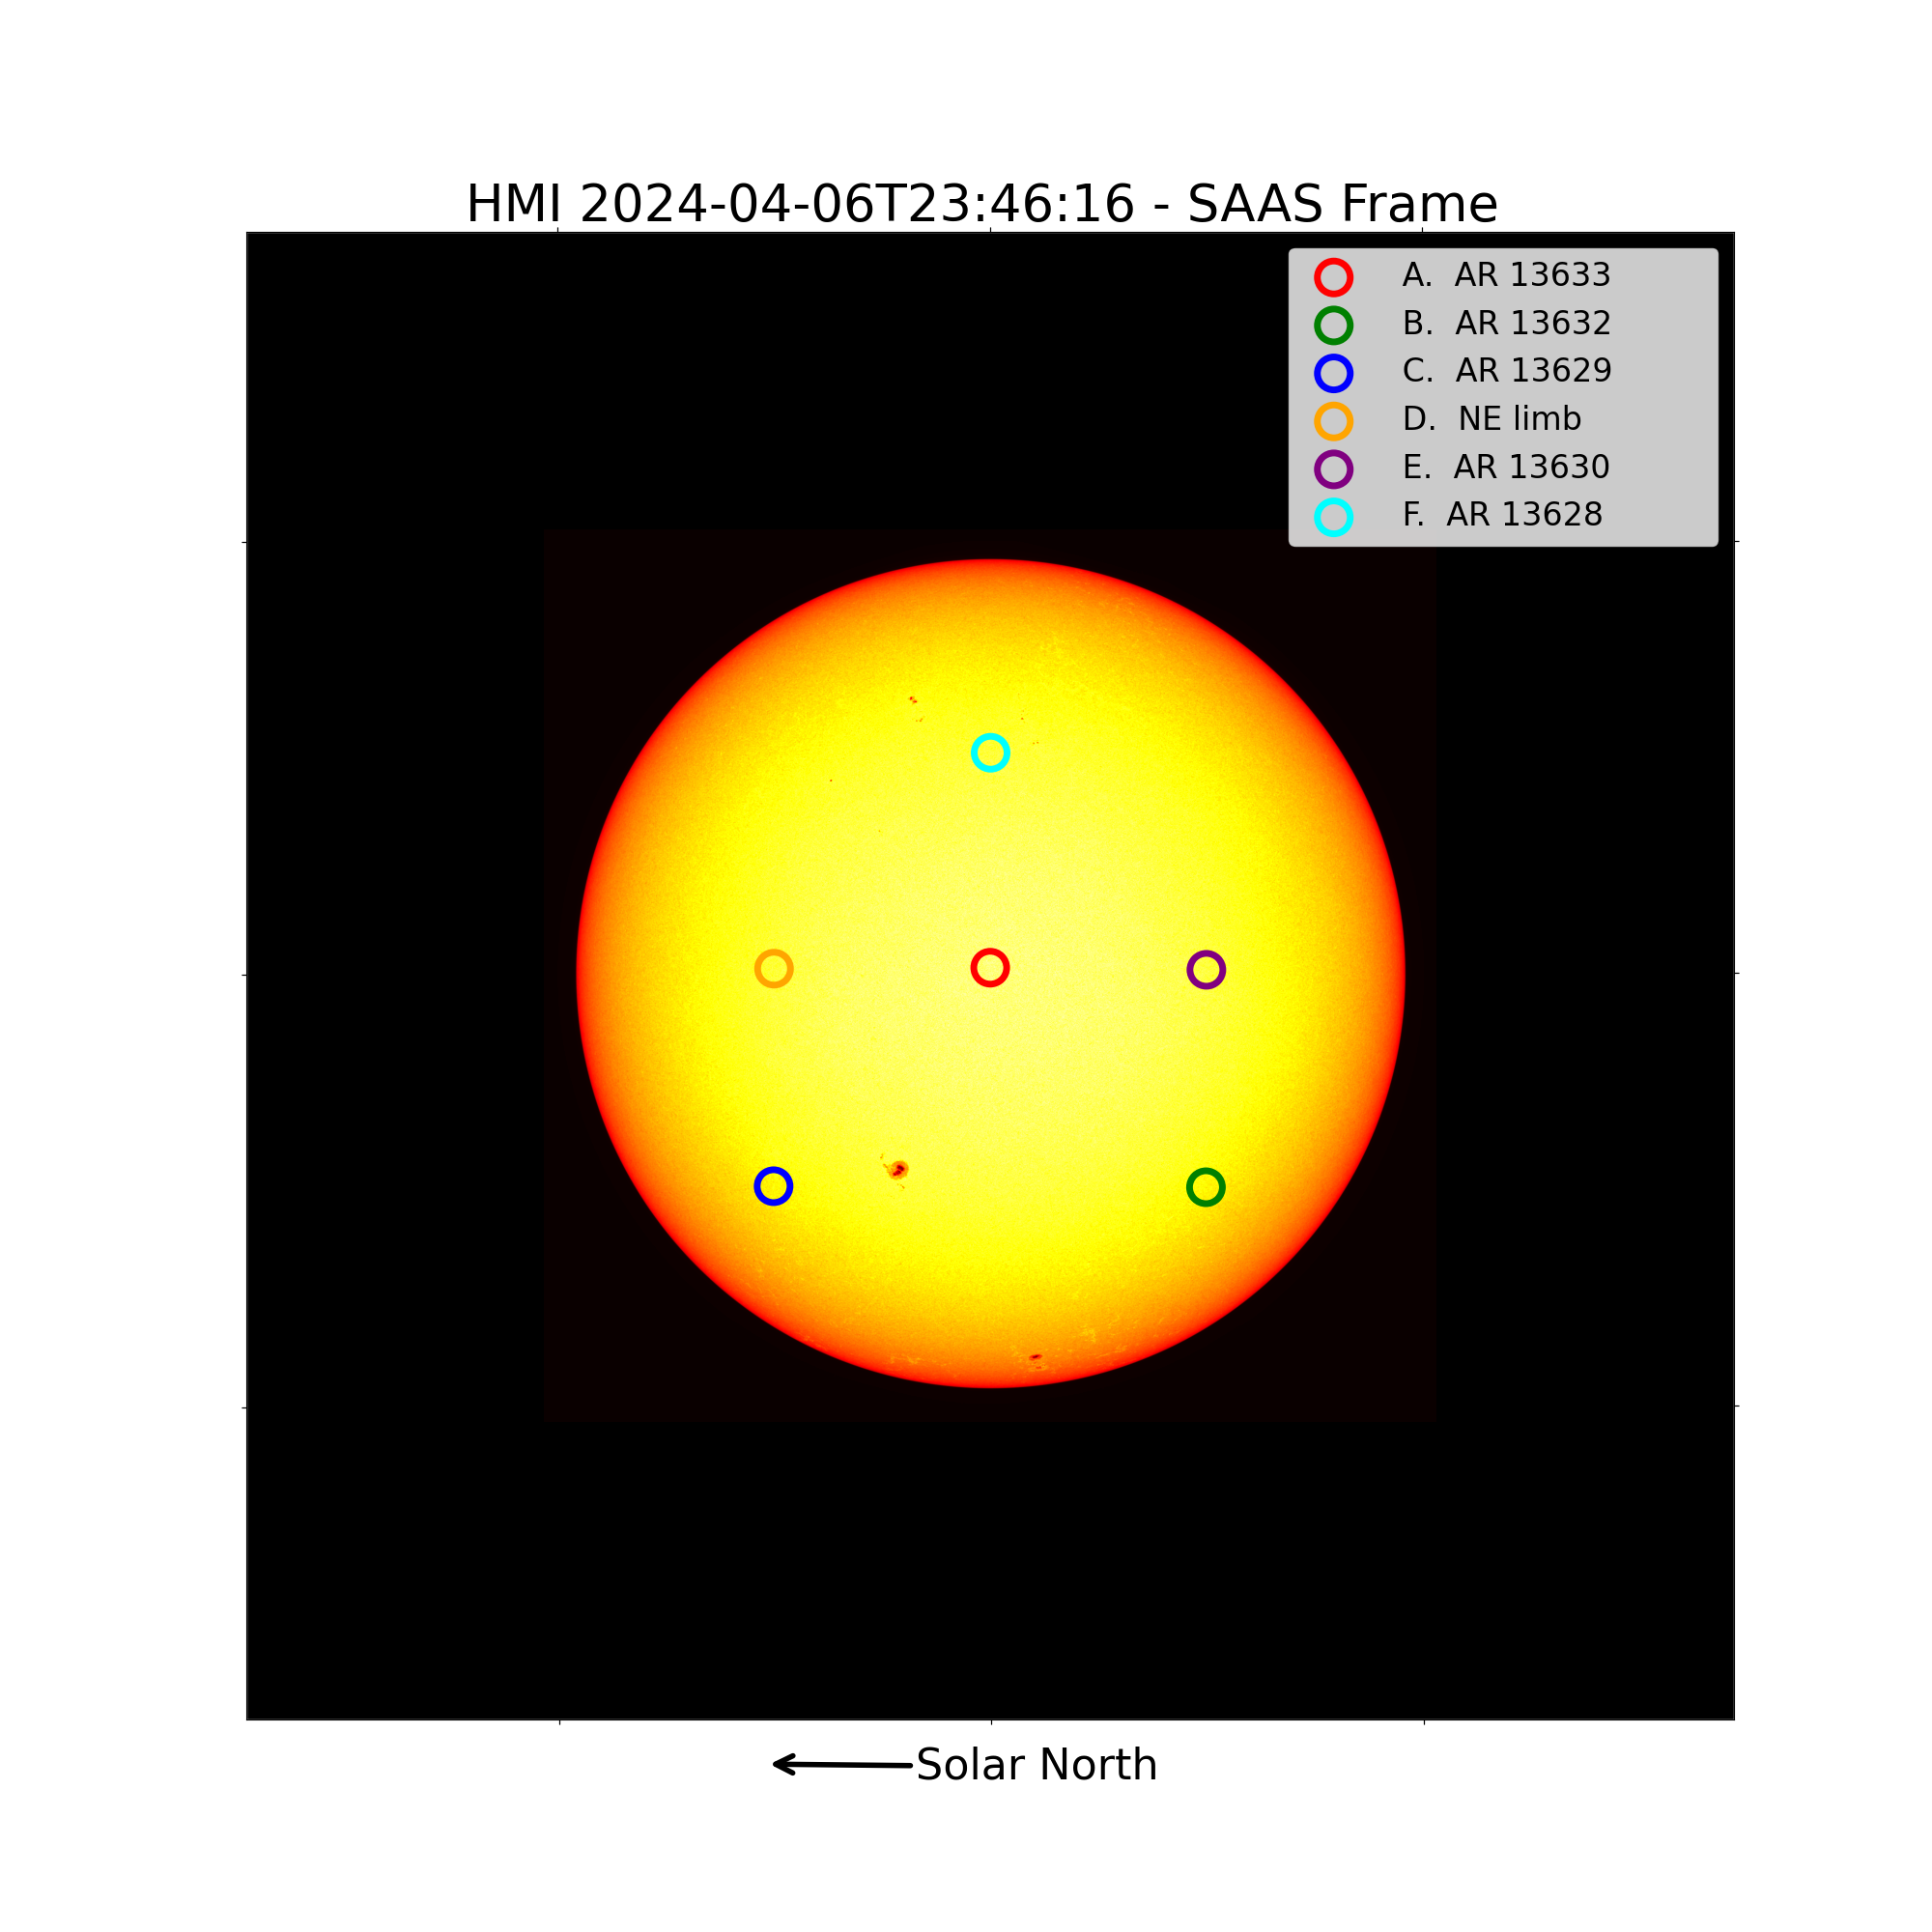 HMI 2024-04-06T23:46:16 - SAAS Frame
A. AR 13633
B. AR 13632
C. AR 13629
D. NE limb
E. AR 13630
F. AR 13628
Solar North